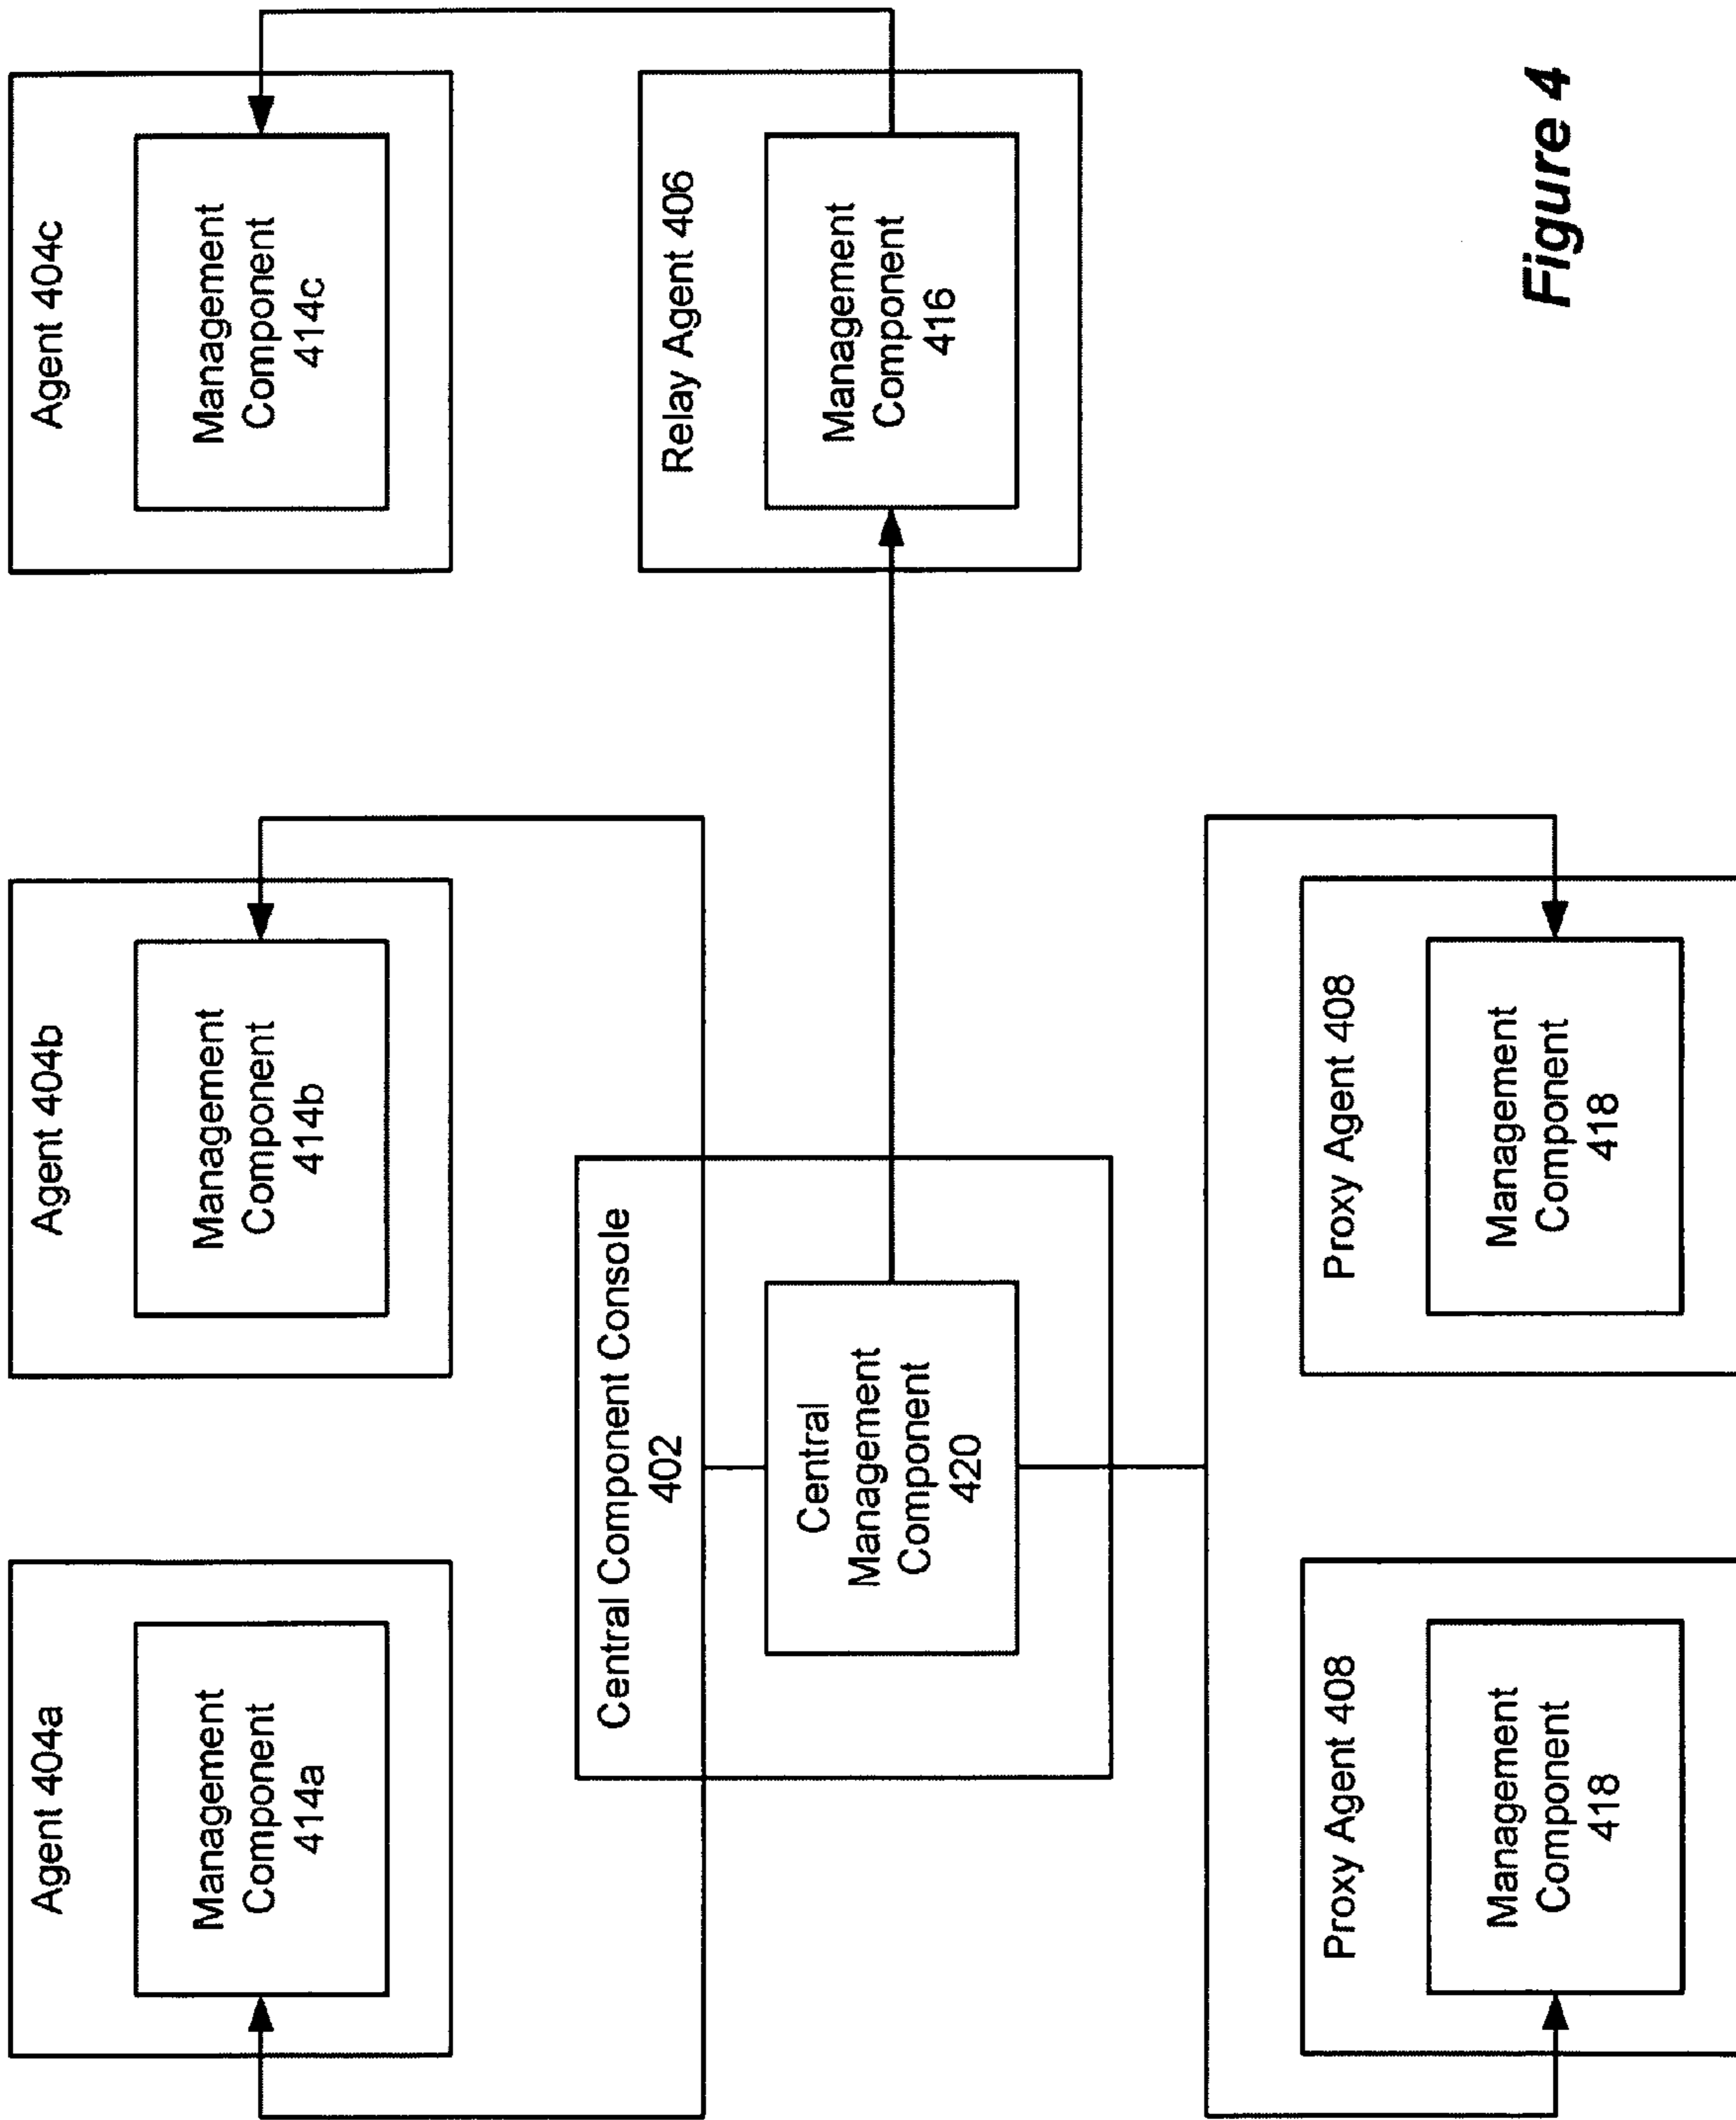 Agent 404a
Management
Component
414a
Agent 404b
Management
Component
414b
Agent 404c
Management
Component
414c
Central Component Console
402
Central
Management
Component
420
Relay Agent 406
Management
Component
416
Proxy Agent 408
Management
Component
418
Proxy Agent 408
Management
Component
418
Figure 4